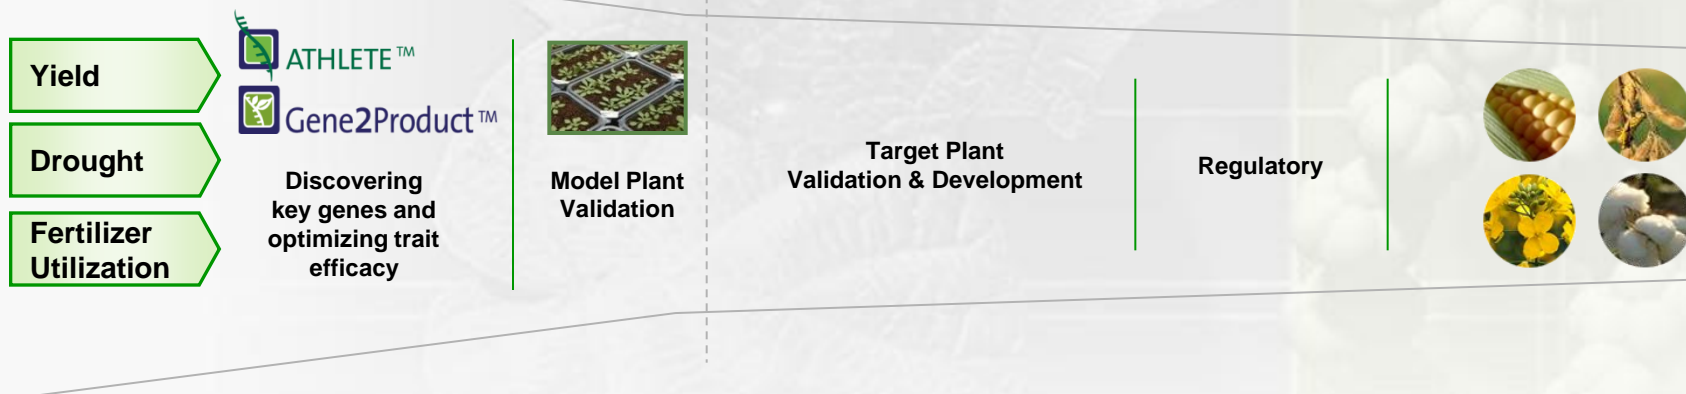 Yield
Drought
Fertilizer
Utilization
ATHLETE™
Gene2Product™
Discovering
key genes and
optimizing trait
efficacy
Model Plant
Validation
Target Plant
Validation & Development
Regulatory